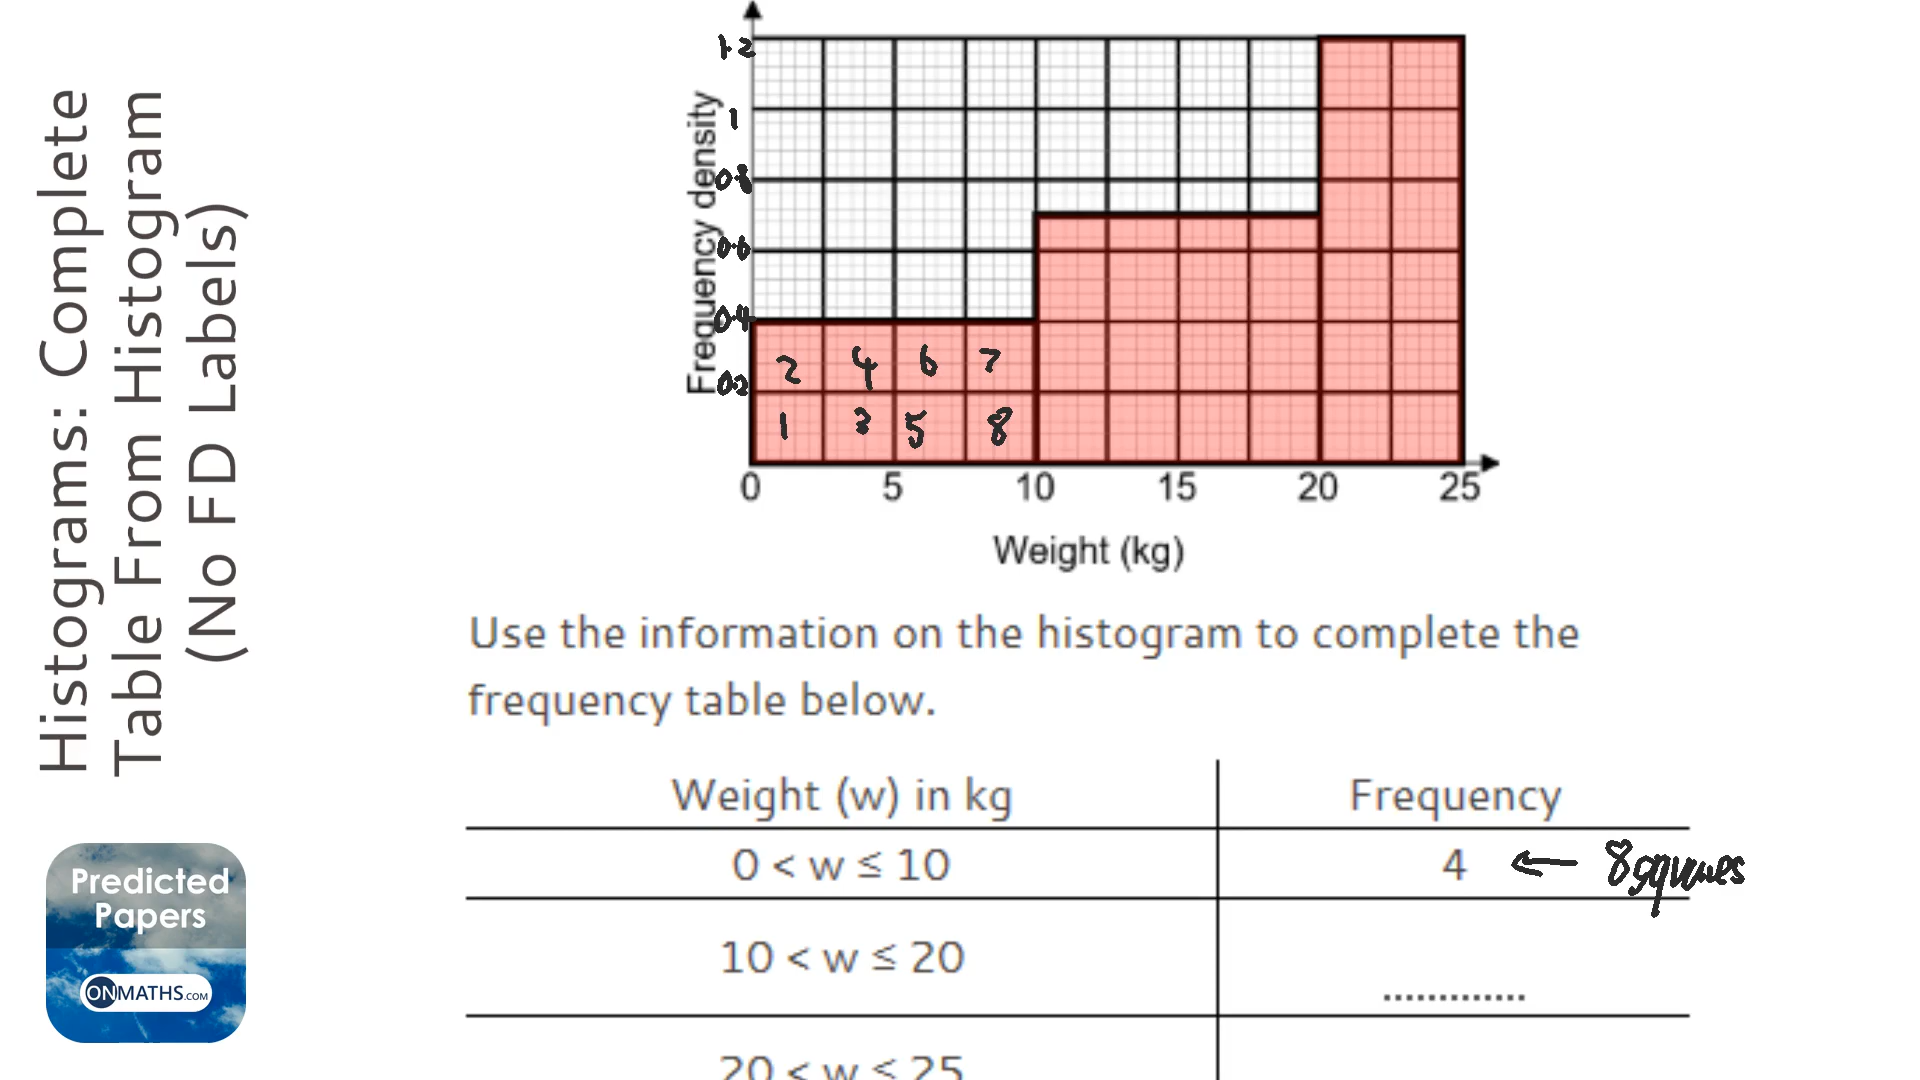 Histograms: Complete
Table From Histogram
(No FD Labels)
Predicted
Papers
ONMATHS.COM
Frequency density
1.2
1
0.8
0.6
0.4
0.2
2 4 6 7
1 3 5 8
0 5 10 15 20 25
Weight (kg)
Use the information on the histogram to complete the
frequency table below.
Weight (w) in kg Frequency
0 < w ≤ 10 4 ← 8 squares
10 < w ≤ 20 .............
20 < w ≤ 25